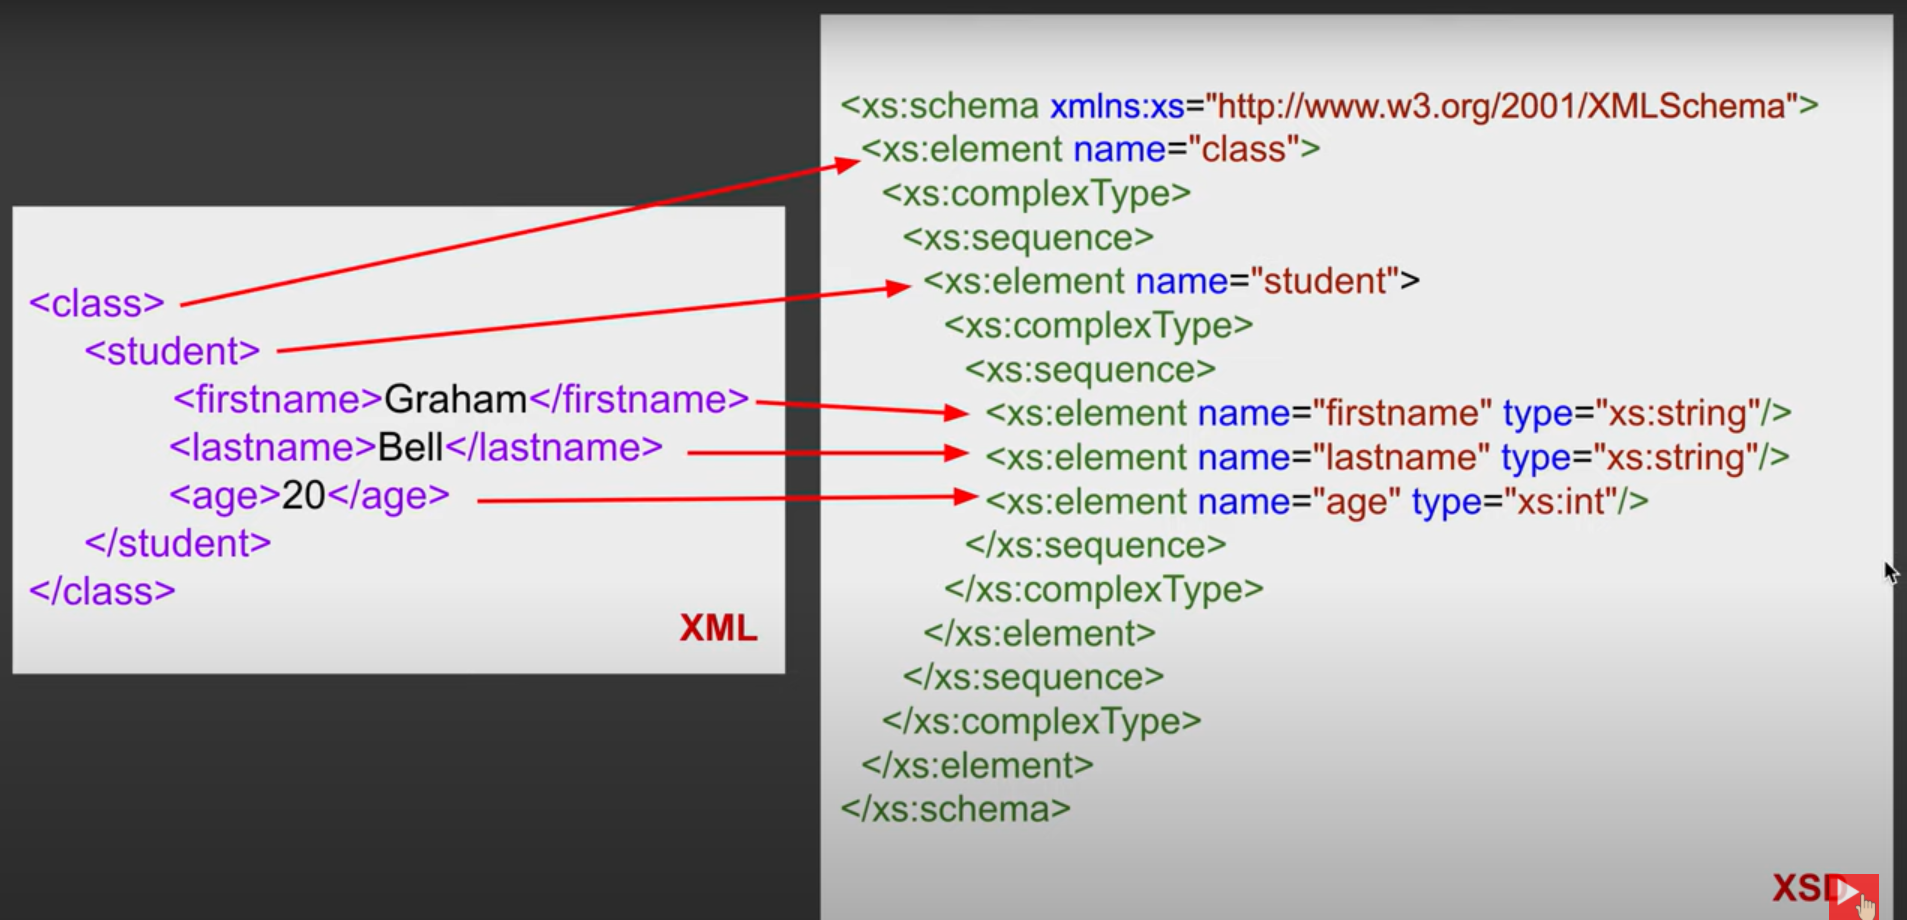 <class>
<student>
<firstname>Graham</firstname>
<lastname>Bell</lastname>
<age>20</age>
</student>
</class>
XML
<xs:schema xmlns:xs="http://www.w3.org/2001/XMLSchema">
<xs:element name="class">
<xs:complexType>
<xs:sequence>
<xs:element name="student">
<xs:complexType>
<xs:sequence>
<xs:element name="firstname" type="xs:string"/>
<xs:element name="lastname" type="xs:string"/>
<xs:element name="age" type="xs:int"/>
</xs:sequence>
</xs:complexType>
</xs:element>
</xs:sequence>
</xs:complexType>
</xs:element>
</xs:schema>
XSD